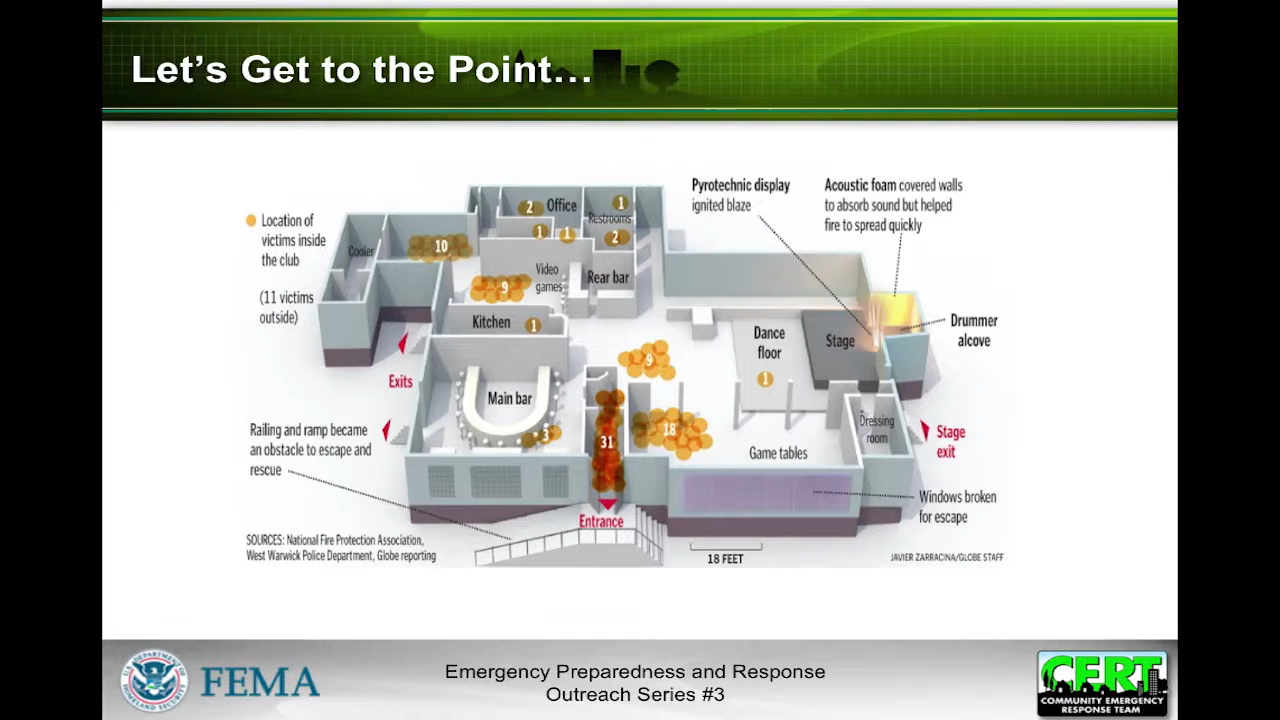 Let's Get to the Point…
Pyrotechnic display
ignited blaze
Acoustic foam covered walls
to absorb sound but helped
fire to spread quickly
Location of
victims inside
the club
(11 victims
outside)
2
Office
1
Restrooms
1
1
2
Cooler
10
Video
games
Rear bar
9
Kitchen
1
Drummer
alcove
Dance
floor
Stage
9
1
Exits
Main bar
3
31
18
Dressing
room
Stage
exit
Game tables
Railing and ramp became
an obstacle to escape and
rescue
Windows broken
for escape
Entrance
SOURCES: National Fire Protection Association,
West Warwick Police Department, Globe reporting
18 FEET
JAVIER ZARRACINA/GLOBE STAFF
U.S. DEPARTMENT OF
HOMELAND SECURITY
FEMA
Emergency Preparedness and Response
Outreach Series #3
CERT
COMMUNITY EMERGENCY
RESPONSE TEAM